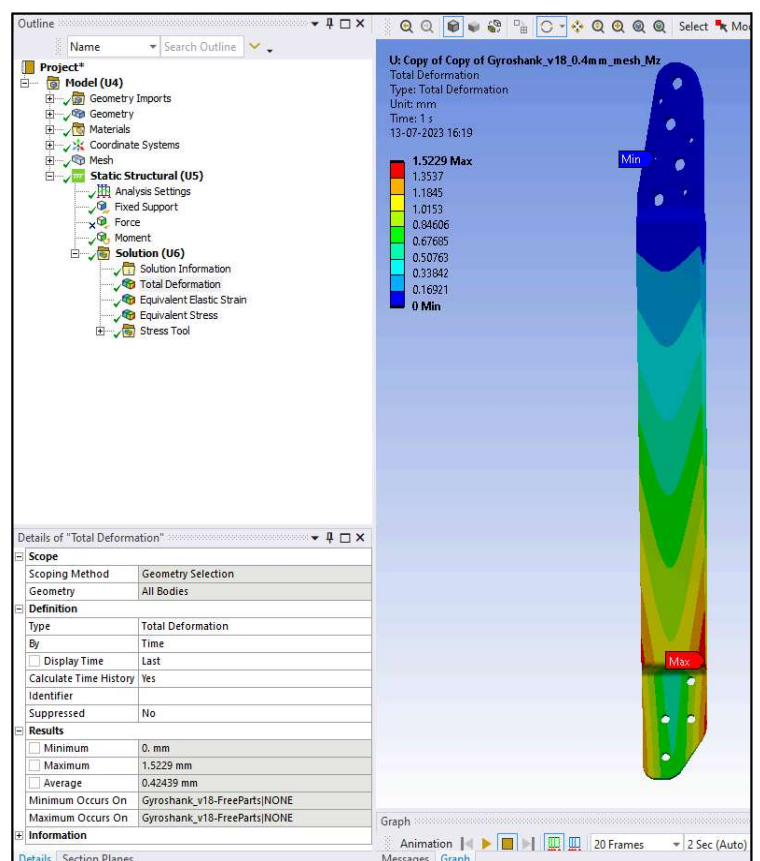 Outline
Name
Search Outline
Project*
Model (U4)
Geometry Imports
Geometry
Materials
Coordinate Systems
Mesh
Static Structural (U5)
Analysis Settings
Fixed Support
Force
Moment
Solution (U6)
Solution Information
Total Deformation
Equivalent Elastic Strain
Equivalent Stress
Stress Tool
Details of "Total Deformation"
Scope
Scoping Method Geometry Selection
Geometry All Bodies
Definition
Type Total Deformation
By Time
Display Time Last
Calculate Time History Yes
Identifier
Suppressed No
Results
Minimum 0. mm
Maximum 1.5229 mm
Average 0.42439 mm
Minimum Occurs On Gyroshank_v18-FreeParts|NONE
Maximum Occurs On Gyroshank_v18-FreeParts|NONE
Information
Details Section Planes
Select Mo
U: Copy of Copy of Gyroshank_v18_0.4mm_mesh_Mz
Total Deformation
Type: Total Deformation
Unit: mm
Time: 1 s
13-07-2023 16:19
1.5229 Max
1.3537
1.1845
1.0153
0.84606
0.67685
0.50763
0.33842
0.16921
0 Min
Min
Max
Graph
Animation 20 Frames 2 Sec (Auto)
Messages Graph